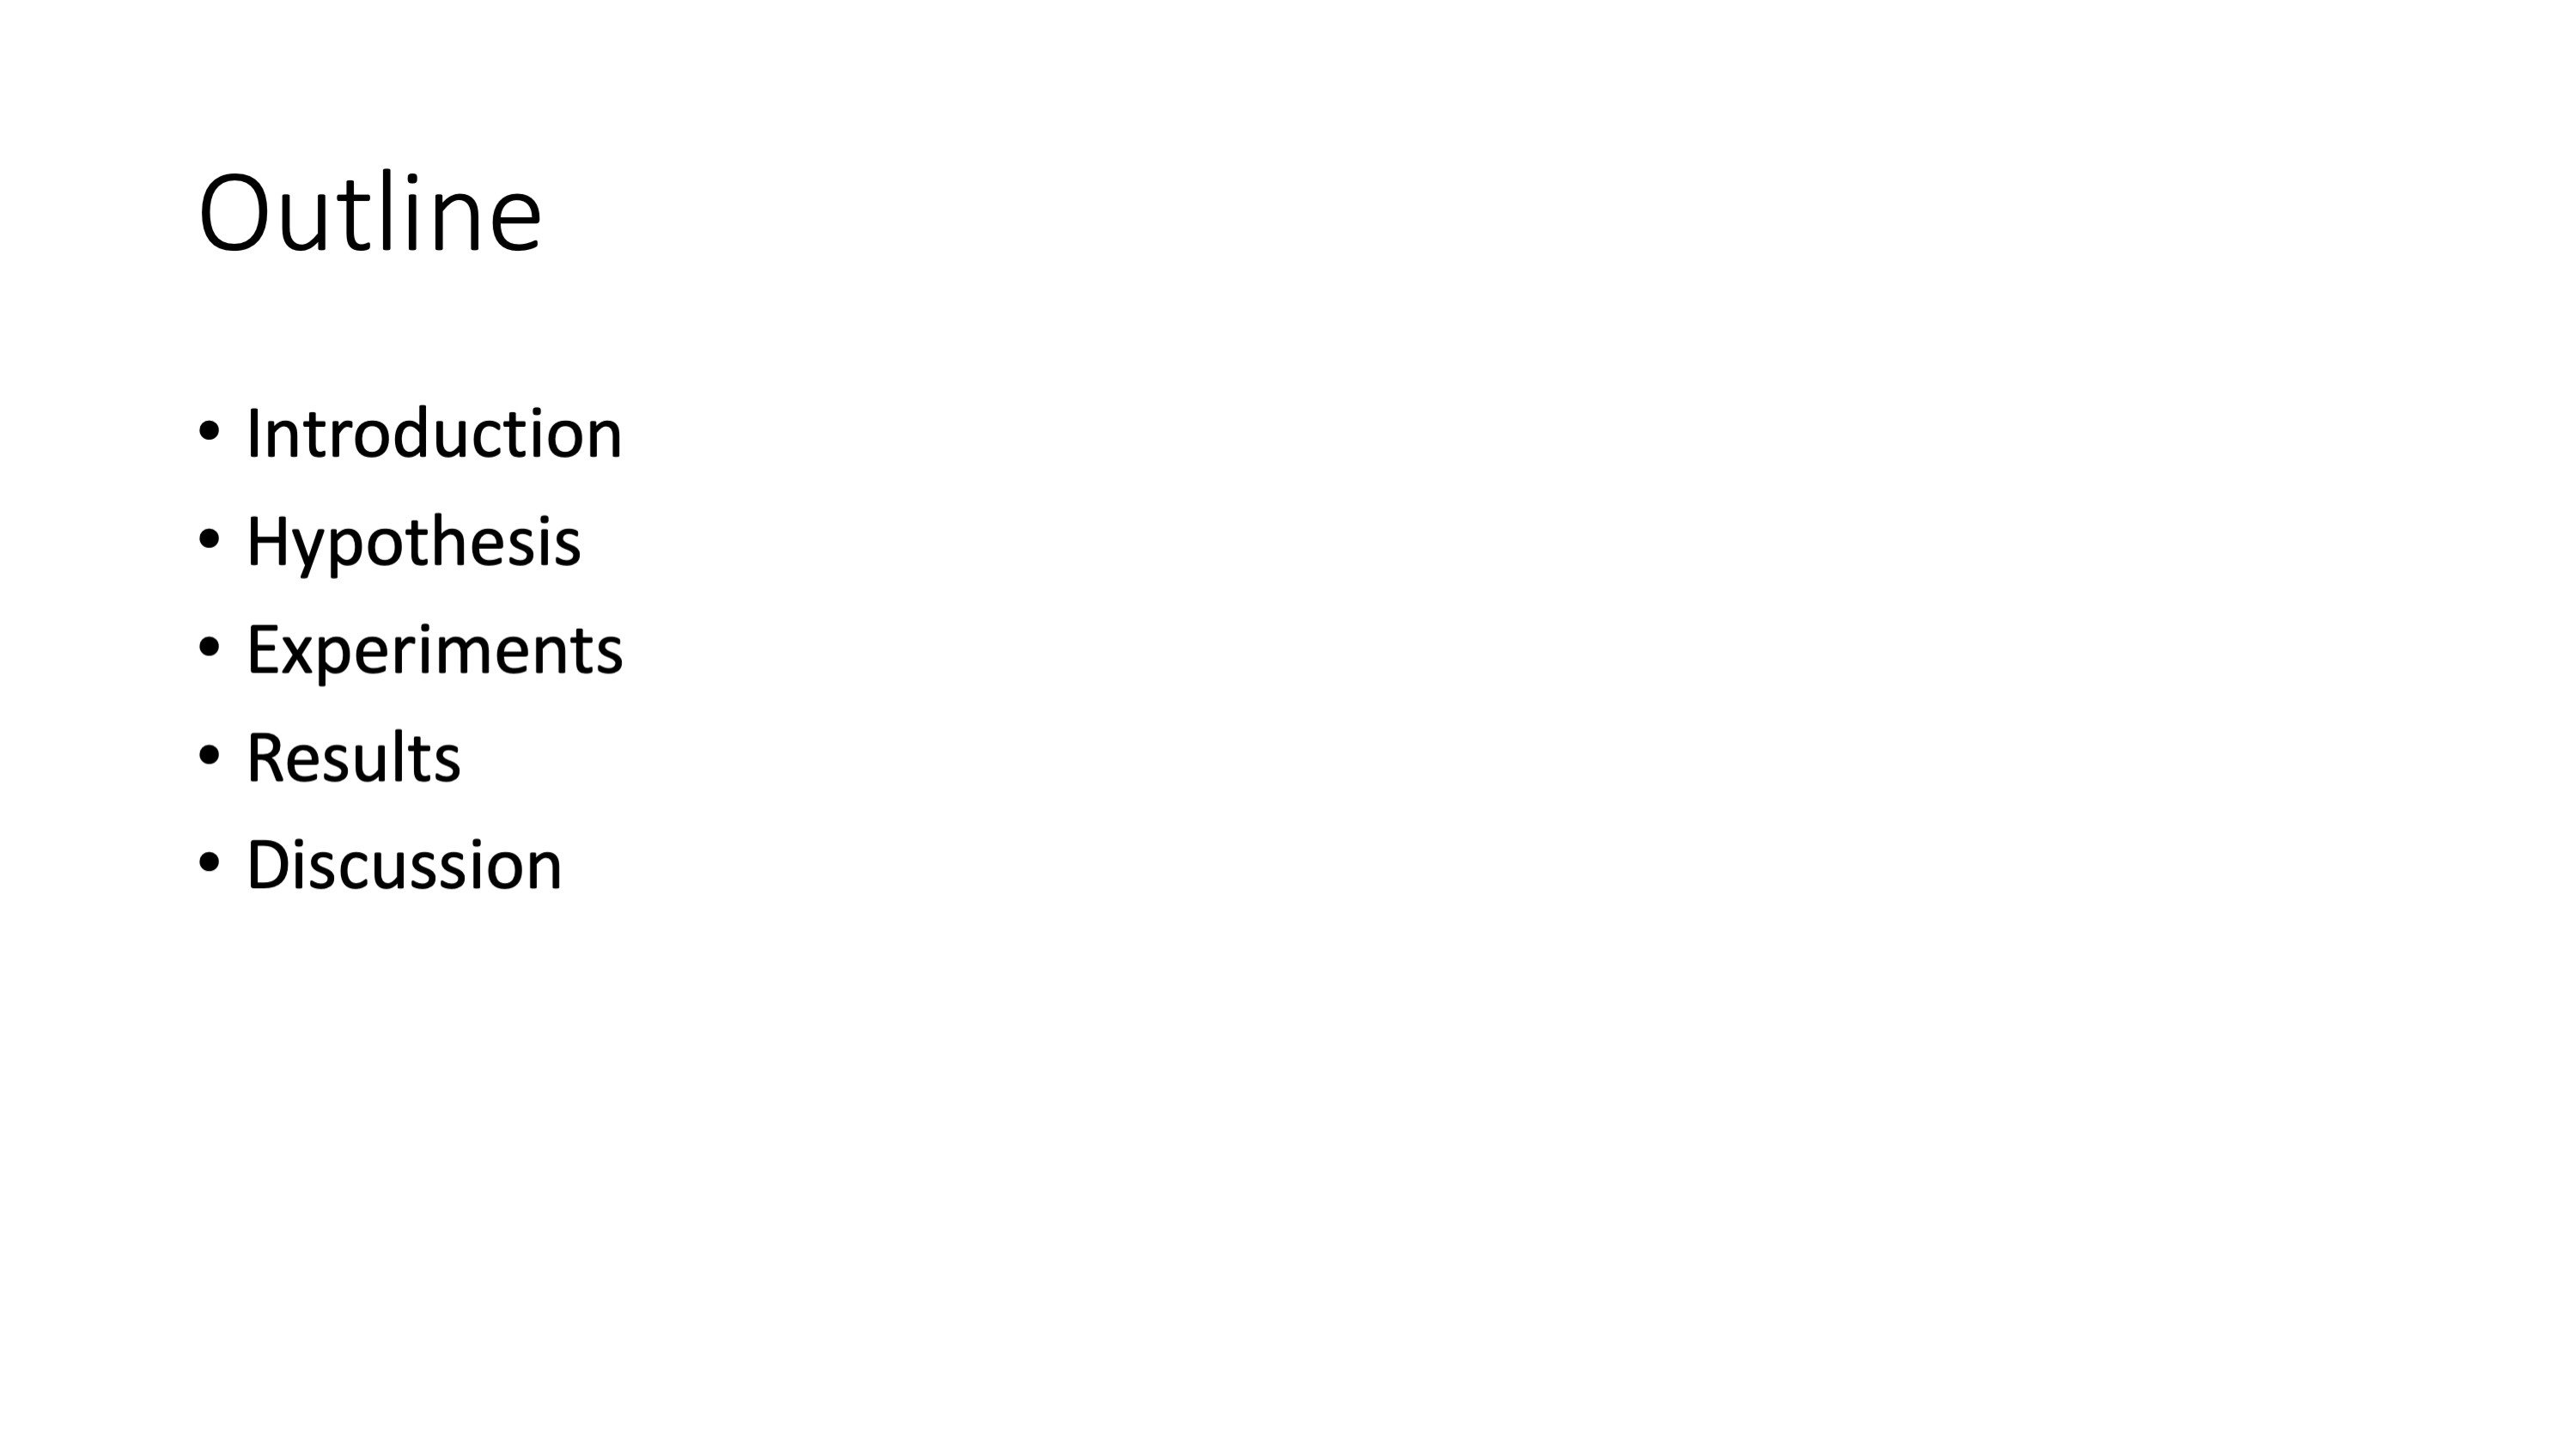 Outline
• Introduction
• Hypothesis
• Experiments
• Results
• Discussion